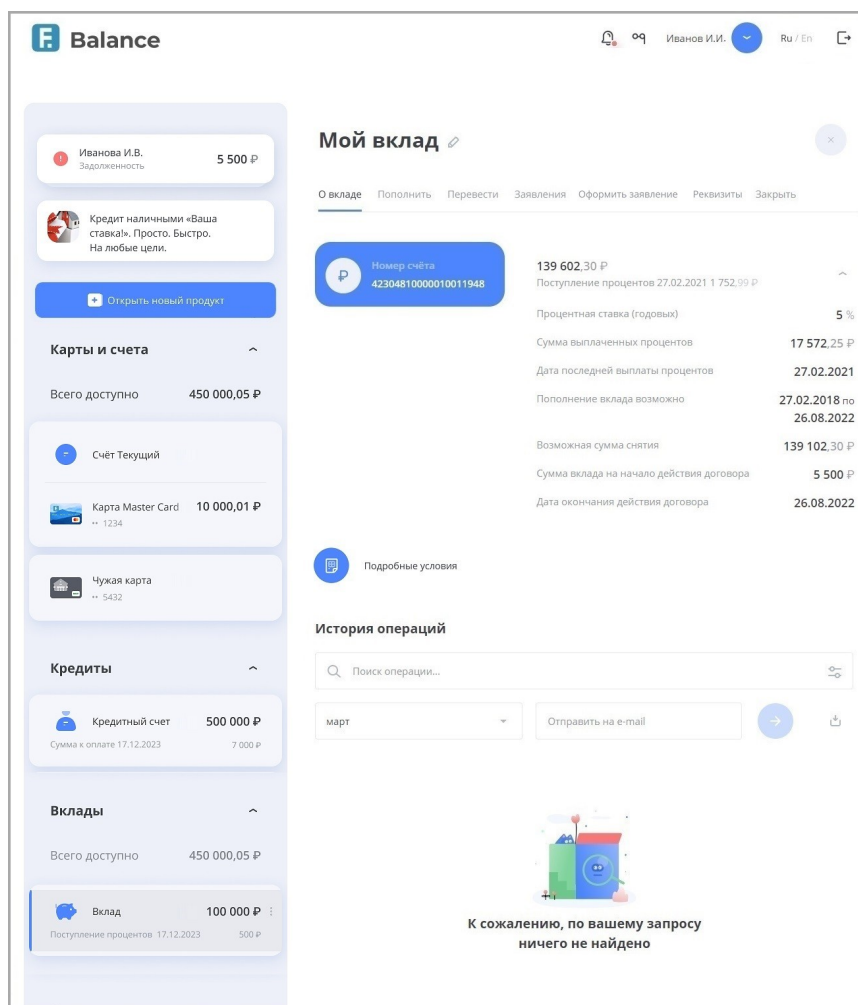 F. Balance
Иванов И.И.
Ru / En
Иванова И.В.
Задолженность
5 500 ₽
Кредит наличными «Ваша
ставка!». Просто. Быстро.
На любые цели.
Открыть новый продукт
Карты и счета
Всего доступно 450 000,05 ₽
Счёт Текущий
Карта Master Card 10 000,01 ₽
•• 1234
Чужая карта
•• 5432
Кредиты
Кредитный счет 500 000 ₽
Сумма к оплате 17.12.2023 7 000 ₽
Вклады
Всего доступно 450 000,05 ₽
Вклад 100 000 ₽
Поступление процентов 17.12.2023 500 ₽
Мой вклад
О вкладе Пополнить Перевести Заявления Оформить заявление Реквизиты Закрыть
₽
Номер счёта
42304810000010011948
139 602,30 ₽
Поступление процентов 27.02.2021 1 752,99 ₽
Процентная ставка (годовых) 5 %
Сумма выплаченных процентов 17 572,25 ₽
Дата последней выплаты процентов 27.02.2021
Пополнение вклада возможно 27.02.2018 по
26.08.2022
Возможная сумма снятия 139 102,30 ₽
Сумма вклада на начало действия договора 5 500 ₽
Дата окончания действия договора 26.08.2022
Подробные условия
История операций
Поиск операции...
март
Отправить на e-mail
К сожалению, по вашему запросу
ничего не найдено